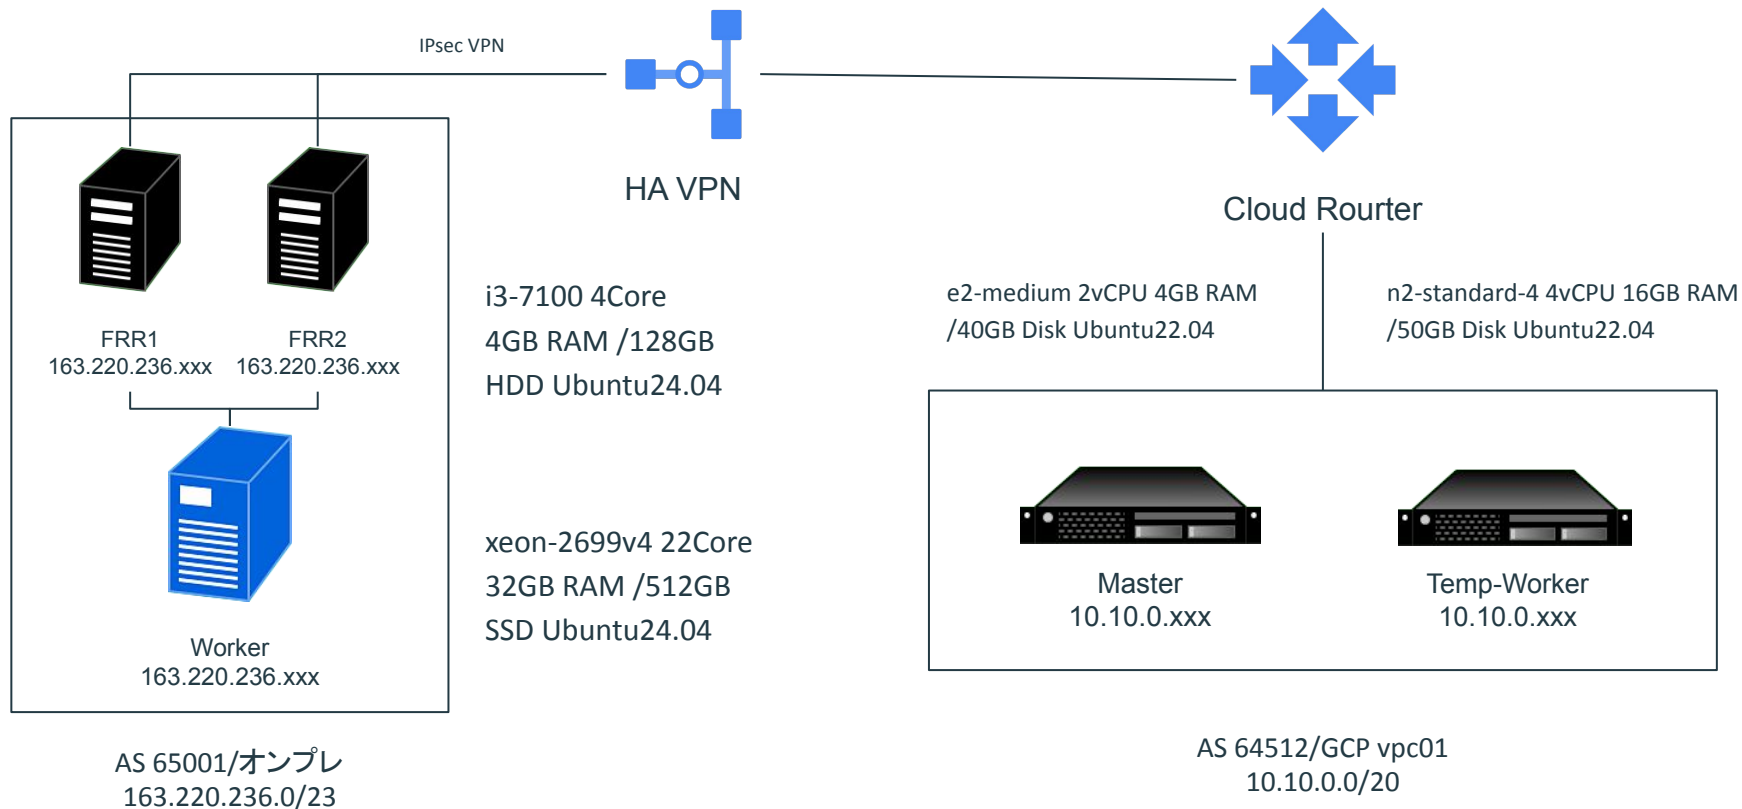 IPsec VPN
HA VPN
Cloud Rourter
FRR1
163.220.236.xxx
FRR2
163.220.236.xxx
i3-7100 4Core
4GB RAM /128GB
HDD Ubuntu24.04
e2-medium 2vCPU 4GB RAM
/40GB Disk Ubuntu22.04
n2-standard-4 4vCPU 16GB RAM
/50GB Disk Ubuntu22.04
xeon-2699v4 22Core
32GB RAM /512GB
SSD Ubuntu24.04
Worker
163.220.236.xxx
Master
10.10.0.xxx
Temp-Worker
10.10.0.xxx
AS 65001/オンプレ
163.220.236.0/23
AS 64512/GCP vpc01
10.10.0.0/20